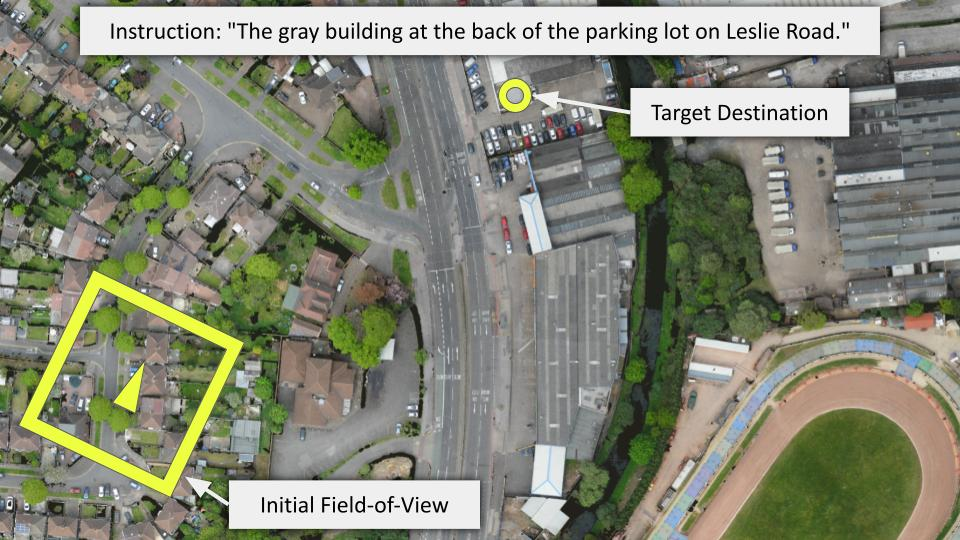 Instruction: "The gray building at the back of the parking lot on Leslie Road."
Target Destination
Initial Field-of-View